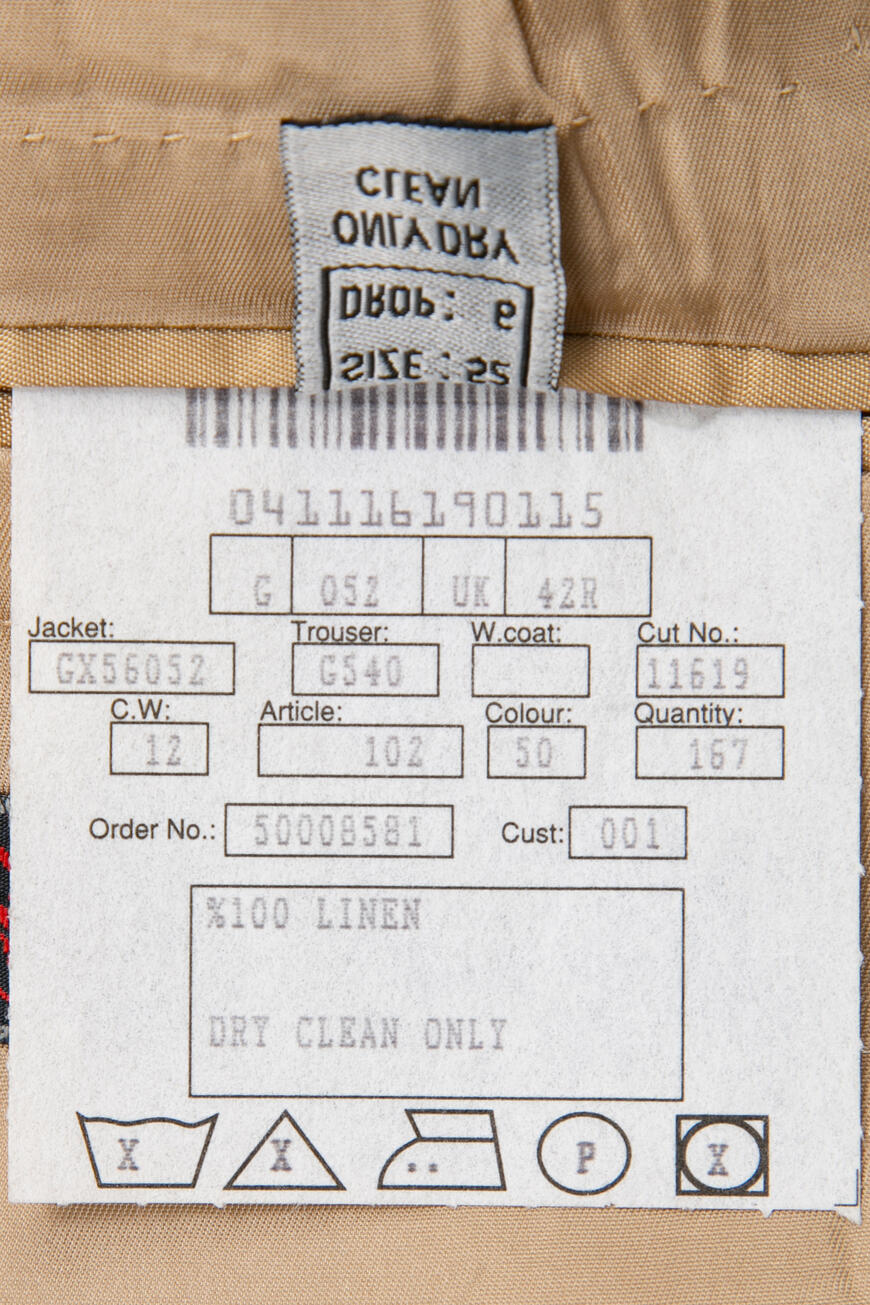 CLEAN
ONLY DRY
DROP: 6
SIZE: 52
041116190115
G 052 UK 42R
Jacket: Trouser: W.coat: Cut No.:
GX56052 G540 11619
C.W: Article: Colour: Quantity:
12 102 50 167
Order No.: 50008581 Cust: 001
%100 LINEN
DRY CLEAN ONLY
X X P X